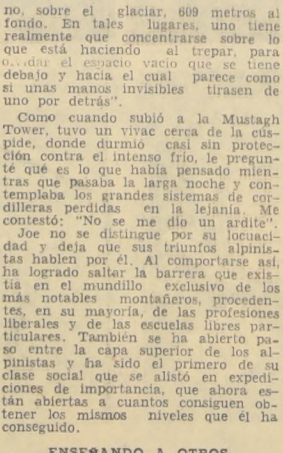 no, sobre el glaciar, 609 metros al
fondo. En tales lugares, uno tiene
realmente que concentrarse sobre lo
que está haciendo al trepar, para
olvidar el espacio vacío que se tiene
debajo y hacia el cual parece como
si unas manos invisibles tirasen de
uno por detrás".
Como cuando subió a la Mustagh
Tower, tuvo un vivac cerca de la cús-
pide, donde durmió casi sin protec-
ción contra el intenso frío, le pregun-
té qué es lo que había pensado mien-
tras que pasaba la larga noche y con-
templaba los grandes sistemas de cor-
dilleras perdidas en la lejanía. Me
contestó: "No se me dio un ardite".
Joe no se distingue por su locuaci-
dad y deja que sus triunfos alpinis-
tas hablen por él. Al comportarse así,
ha logrado saltar la barrera que exis-
tía en el mundillo exclusivo de los
más notables montañeros, proceden-
tes, en su mayoría, de las profesiones
liberales y de las escuelas libres par-
ticulares. También se ha abierto pa-
so entre la capa superior de los al-
pinistas y ha sido el primero de su
clase social que se alistó en expedi-
ciones de importancia, que ahora es-
tán abiertas a cuantos consiguen ob-
tener los mismos niveles que él ha
conseguido.
ENSEÑANDO A OTROS